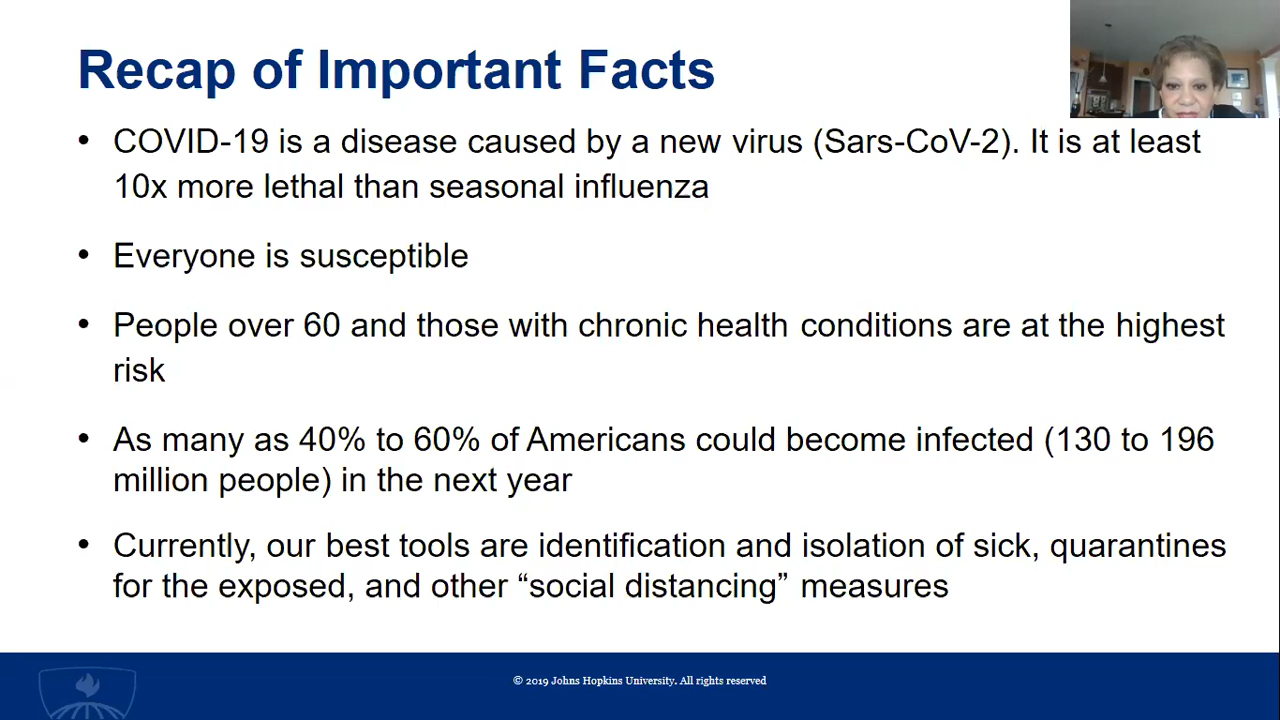 Recap of Important Facts
• COVID-19 is a disease caused by a new virus (Sars-CoV-2). It is at least
10x more lethal than seasonal influenza
• Everyone is susceptible
• People over 60 and those with chronic health conditions are at the highest
risk
• As many as 40% to 60% of Americans could become infected (130 to 196
million people) in the next year
• Currently, our best tools are identification and isolation of sick, quarantines
for the exposed, and other “social distancing” measures
© 2019 Johns Hopkins University. All rights reserved